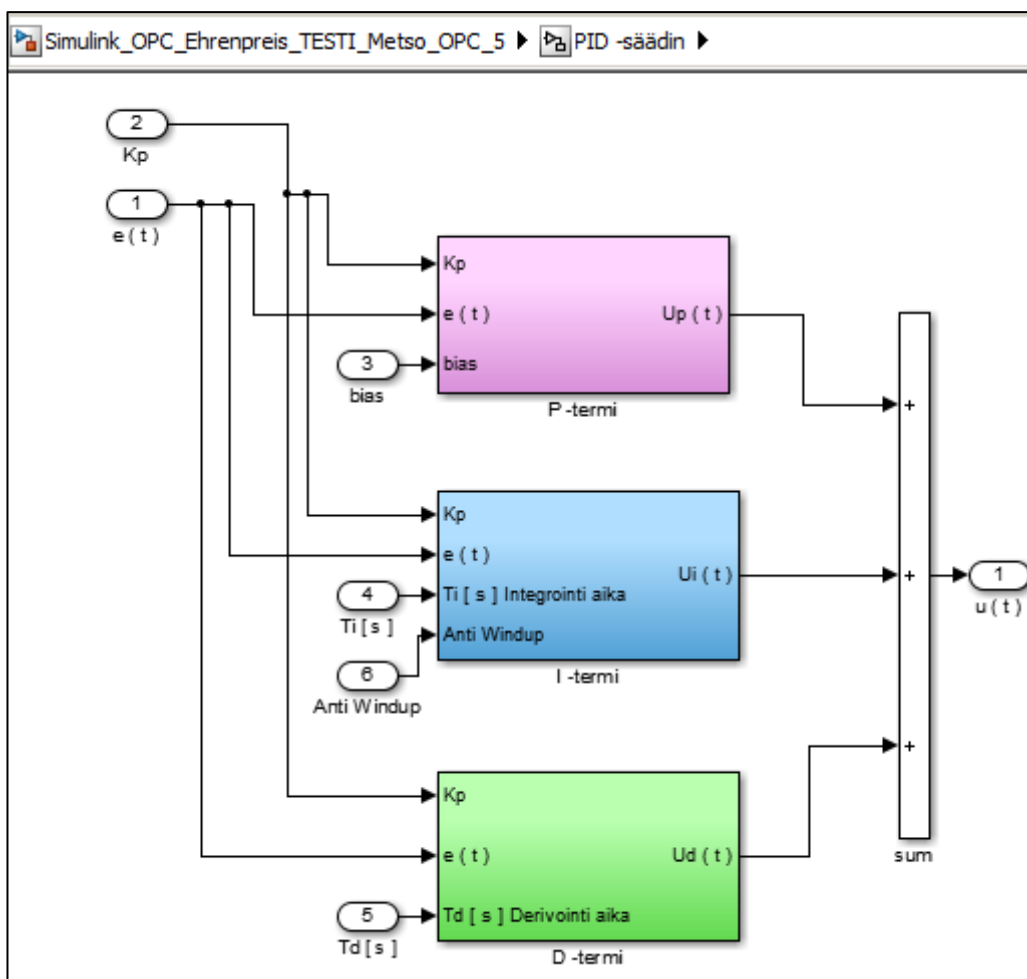 Simulink_OPC_Ehrenpreis_TESTI_Metso_OPC_5 PID -säädin
2
Kp
1
e ( t )
Kp
e ( t )
Up ( t )
3
bias
bias
P -termi
+
Kp
e ( t )
Ui ( t )
4
Ti [ s ] Integrointi aika
Ti [ s ]
Anti Windup
6
Anti Windup
I -termi
+
1
u ( t )
+
Kp
e ( t )
Ud ( t )
5
Td [ s ] Derivointi aika
Td [ s ]
D -termi
sum